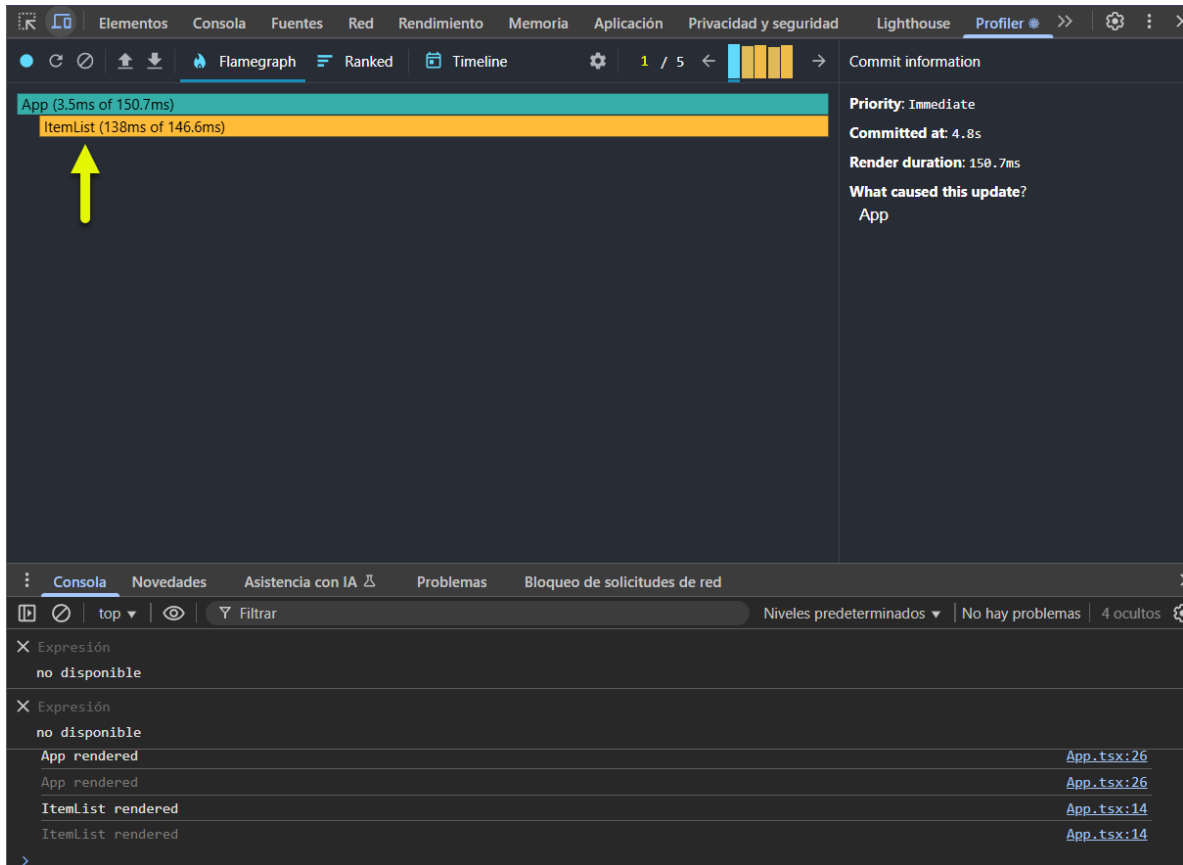 Elementos Consola Fuentes Red Rendimiento Memoria Aplicación Privacidad y seguridad Lighthouse Profiler
Flamegraph Ranked Timeline 1 / 5 Commit information
App (3.5ms of 150.7ms)
ItemList (138ms of 146.6ms)
Priority: Immediate
Committed at: 4.8s
Render duration: 150.7ms
What caused this update?
App
Consola Novedades Asistencia con IA Problemas Bloqueo de solicitudes de red
top Filtrar Niveles predeterminados No hay problemas 4 ocultos
Expresión
no disponible
Expresión
no disponible
App rendered App.tsx:26
App rendered App.tsx:26
ItemList rendered App.tsx:14
ItemList rendered App.tsx:14